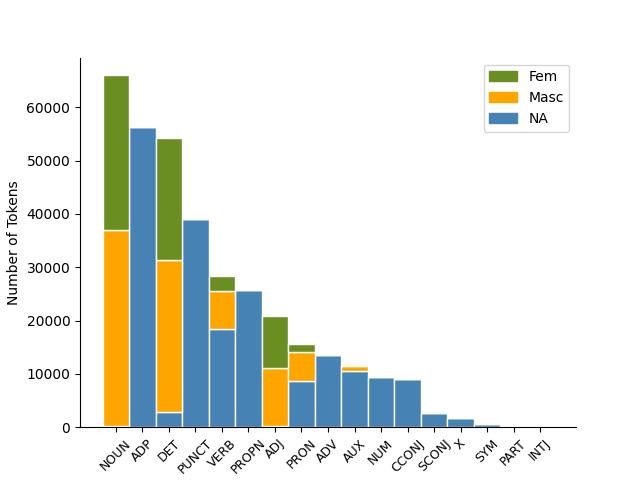 Fem
Masc
NA
Number of Tokens
60000
50000
40000
30000
20000
10000
0
NOUN
ADP
DET
PUNCT
VERB
PROPN
ADJ
PRON
ADV
AUX
NUM
CCONJ
SCONJ
X
SYM
PART
INTJ